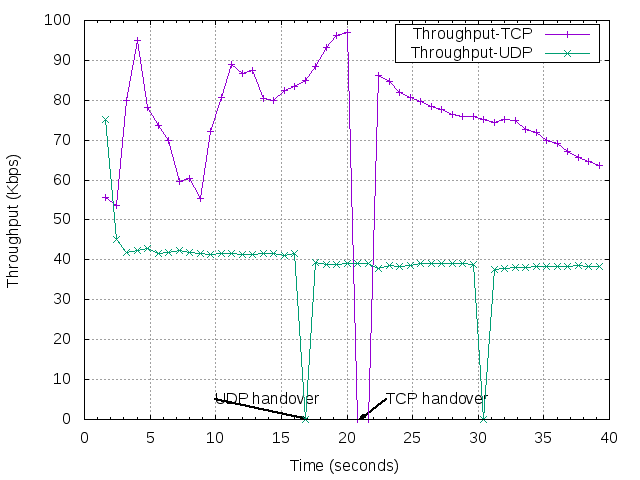 Throughput-TCP
Throughput-UDP
Throughput (Kbps)
100
90
80
70
60
50
40
30
20
10
0
UDP handover
TCP handover
0 5 10 15 20 25 30 35 40
Time (seconds)